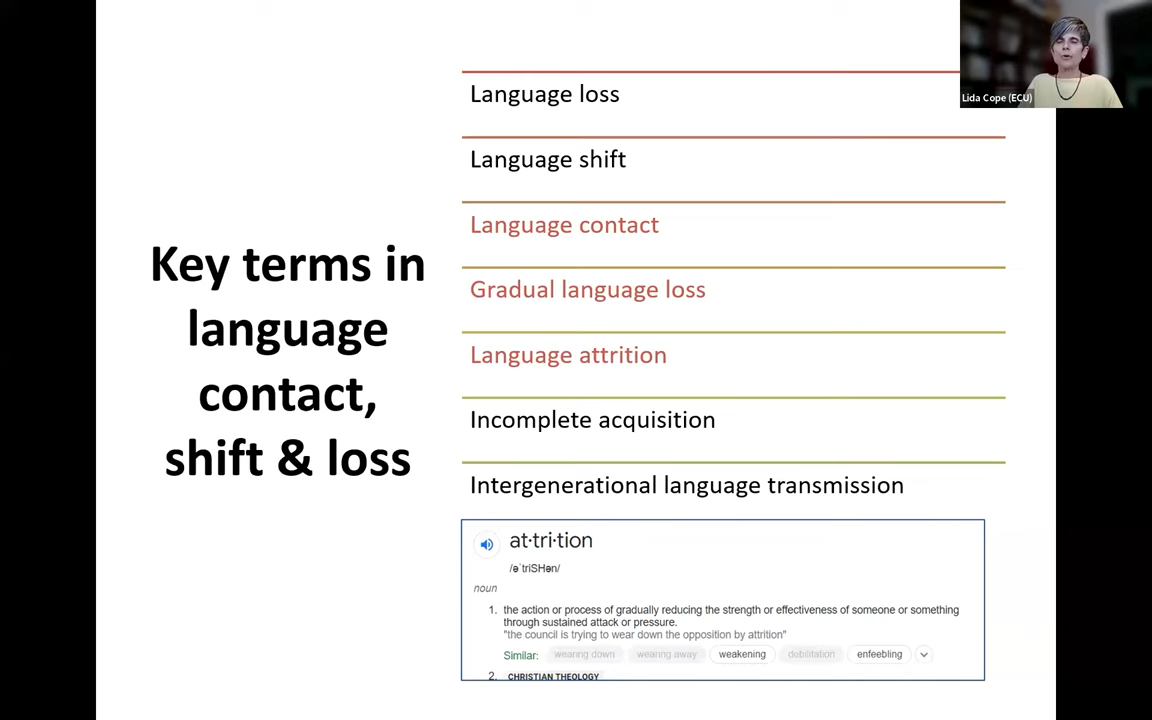 Key terms in
language
contact,
shift & loss
Language loss
Language shift
Language contact
Gradual language loss
Language attrition
Incomplete acquisition
Intergenerational language transmission
at·tri·tion
/əˈtriSHən/
noun
1. the action or process of gradually reducing the strength or effectiveness of someone or something
through sustained attack or pressure.
"the council is trying to wear down the opposition by attrition"
Similar: wearing down wearing away weakening debilitation enfeebling
2. CHRISTIAN THEOLOGY
Lida Cope (ECU)